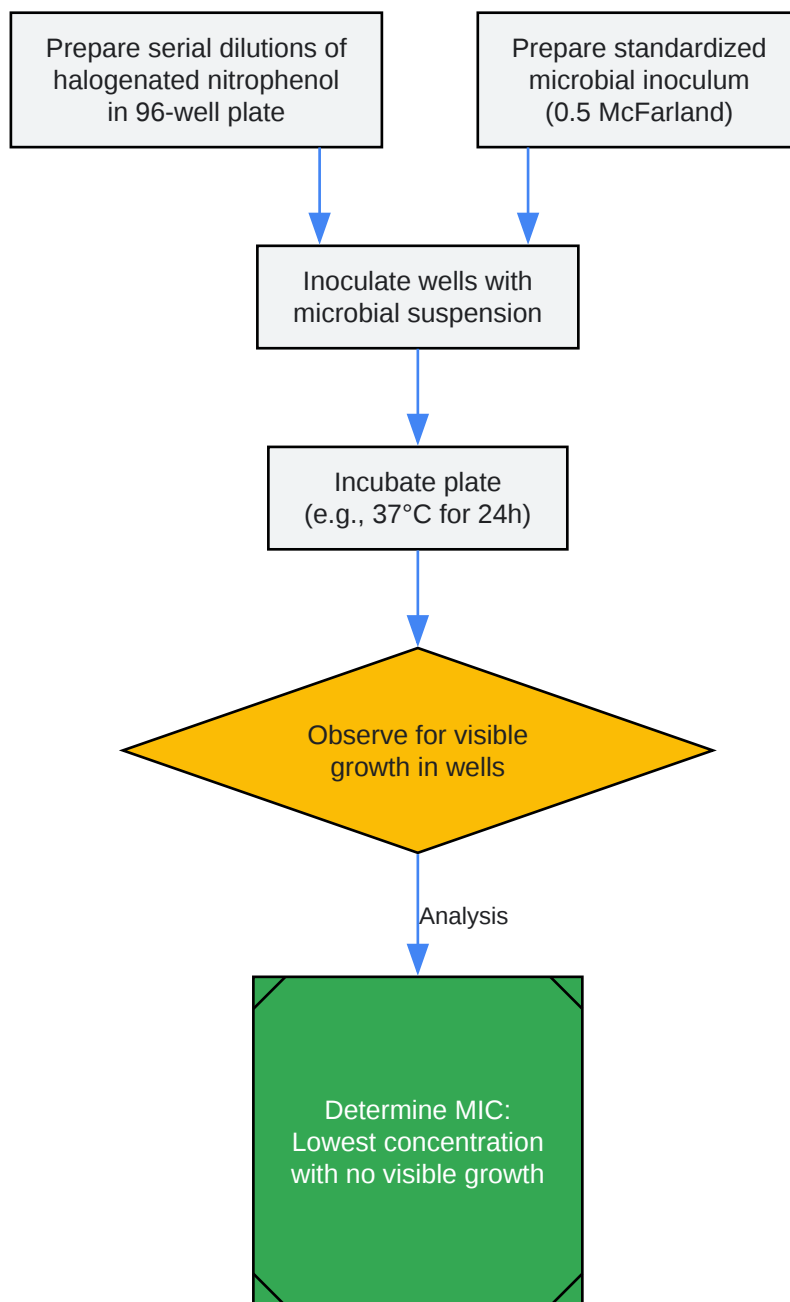 Prepare serial dilutions of
halogenated nitrophenol
in 96-well plate
Prepare standardized
microbial inoculum
(0.5 McFarland)
Inoculate wells with
microbial suspension
Incubate plate
(e.g., 37°C for 24h)
Observe for visible
growth in wells
Analysis
Determine MIC:
Lowest concentration
with no visible growth